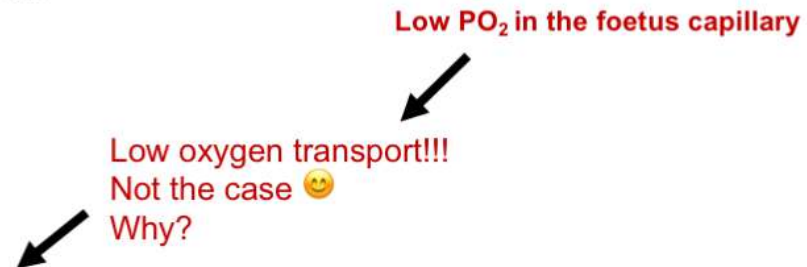 Low PO₂ in the foetus capillary
Low oxygen transport!!!
Not the case 😊
Why?